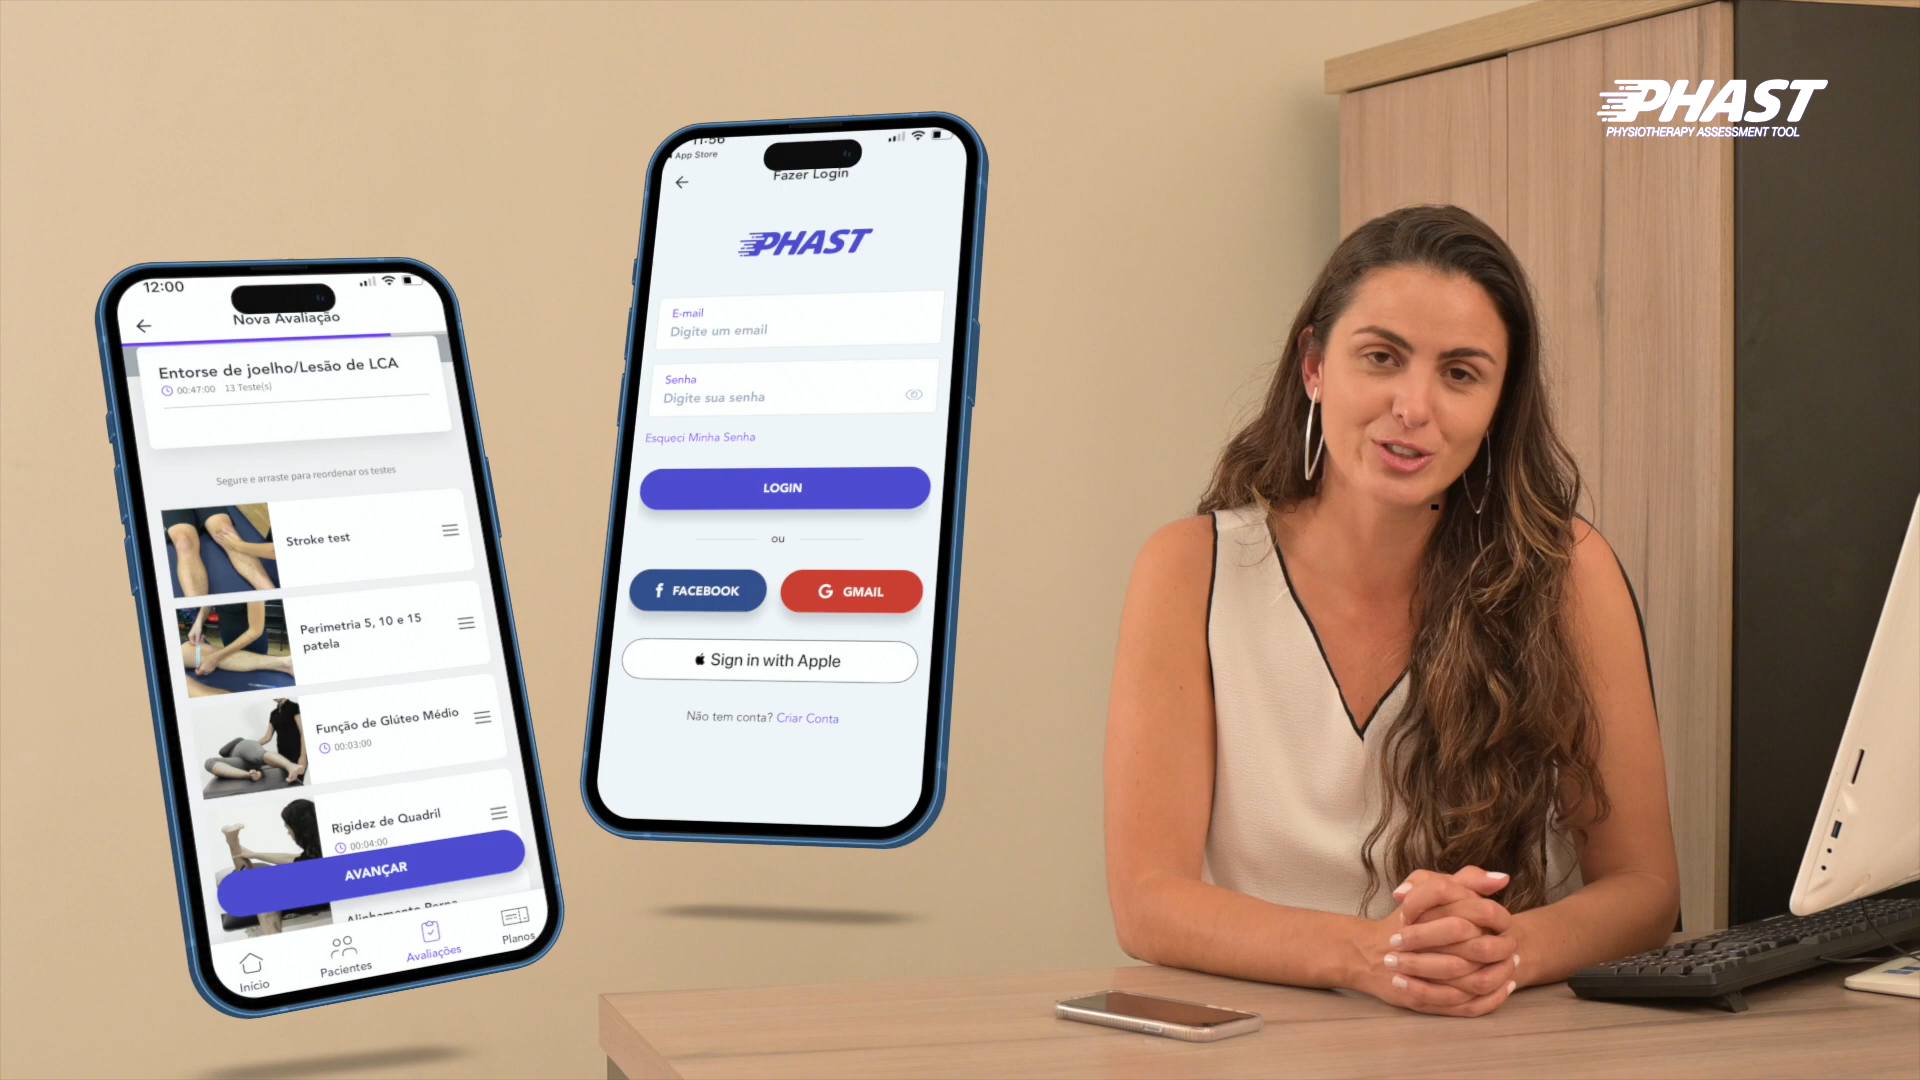 PHAST
PHYSIOTHERAPY ASSESSMENT TOOL
12:00
Nova Avaliação
Entorse de joelho/Lesão de LCA
00:47:00 13 Teste(s)
Segure e arraste para reordenar os testes
Stroke test
Perimetria 5, 10 e 15
patela
Função de Glúteo Médio
00:03:00
Rigidez de Quadril
00:04:00
AVANÇAR
Início
Pacientes
Avaliações
Planos
11:56
App Store
Fazer Login
PHAST
E-mail
Digite um email
Senha
Digite sua senha
Esqueci Minha Senha
LOGIN
ou
f FACEBOOK
G GMAIL
Sign in with Apple
Não tem conta? Criar Conta